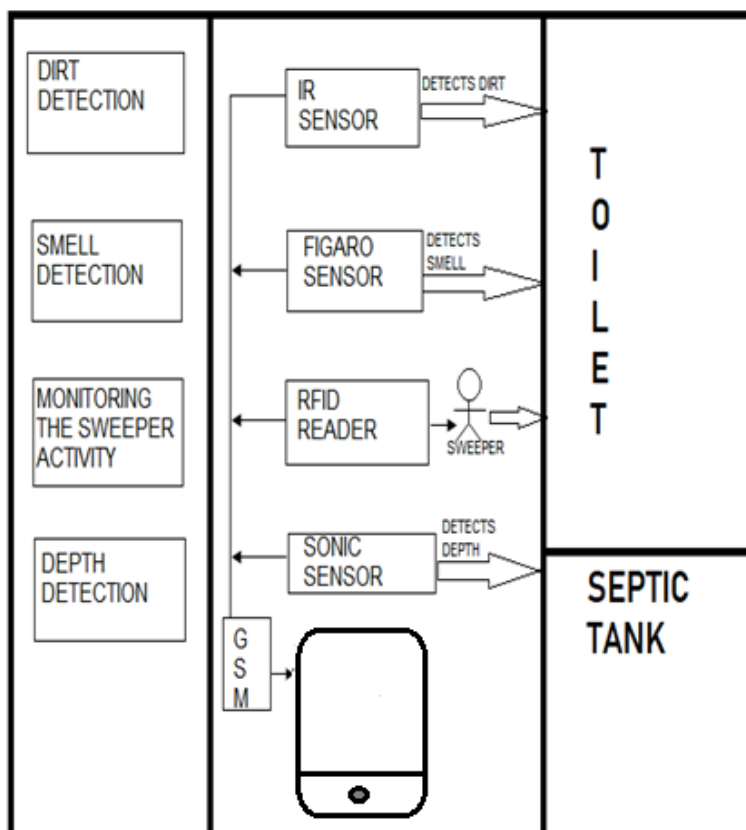 DIRT
DETECTION
SMELL
DETECTION
MONITORING
THE SWEEPER
ACTIVITY
DEPTH
DETECTION
IR
SENSOR
DETECTS DIRT
FIGARO
SENSOR
DETECTS
SMELL
RFID
READER
SWEEPER
SONIC
SENSOR
DETECTS
DEPTH
G
S
M
T
O
I
L
E
T
SEPTIC
TANK